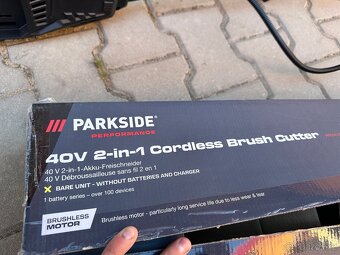 /// PARKSIDE®
PERFORMANCE
40V 2-in-1 Cordless Brush Cutter
40 V 2-in-1-Akku-Freischneider
40 V Débroussailleuse sans fil 2 en 1
X BARE UNIT - WITHOUT BATTERIES AND CHARGER
1 battery series – over 100 devices
BRUSHLESS
MOTOR
Brushless motor - particularly long service life due to less wear & tear